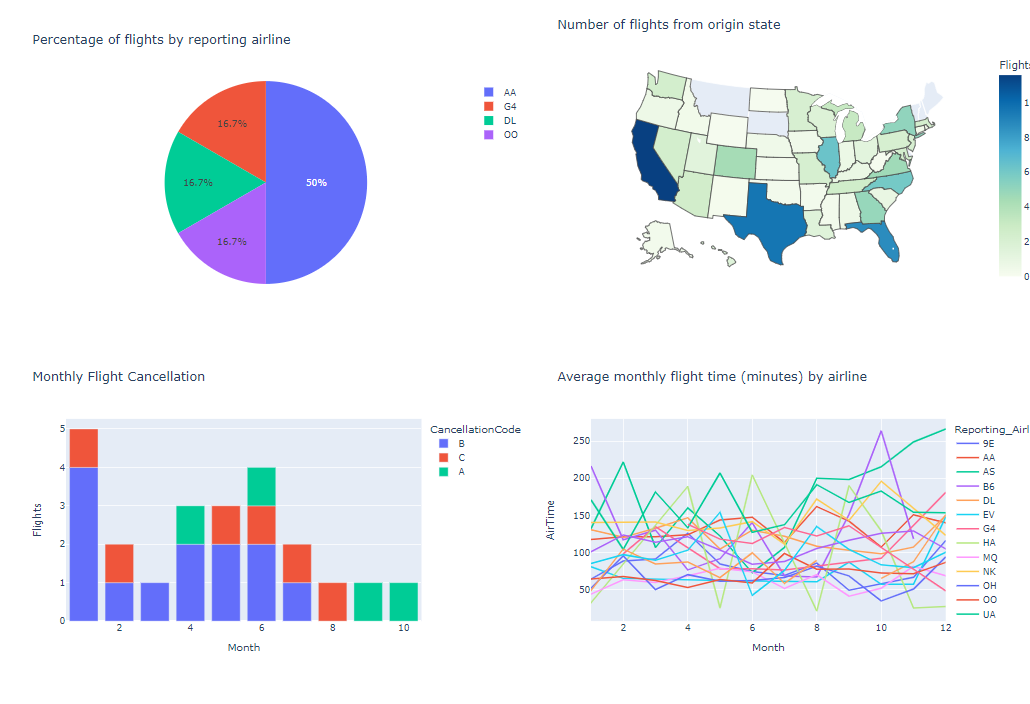 Percentage of flights by reporting airline
50%
16.7%
16.7%
16.7%
AA
G4
DL
OO
Number of flights from origin state
Flights
1
8
6
4
2
0
Monthly Flight Cancellation
Flights
5
4
3
2
1
0
2
4
6
8
10
Month
CancellationCode
B
C
A
Average monthly flight time (minutes) by airline
AirTime
250
200
150
100
50
2
4
6
8
10
12
Month
Reporting_Airl
9E
AA
AS
B6
DL
EV
G4
HA
MQ
NK
OH
OO
UA